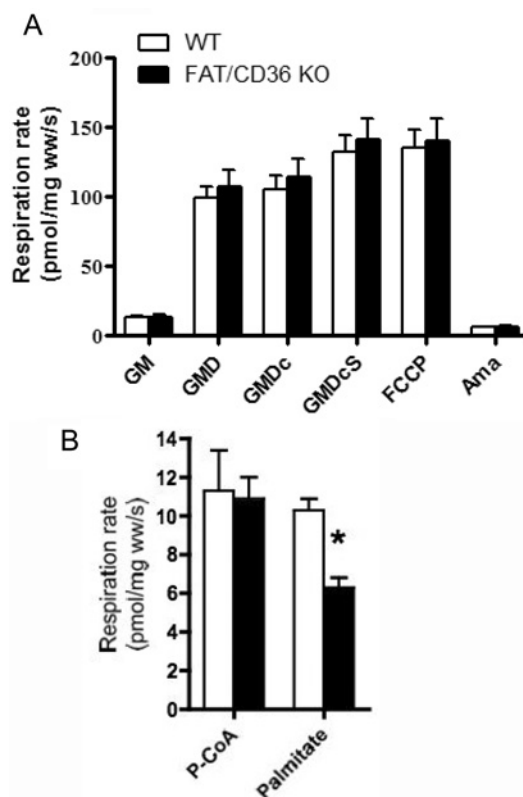 A
WT
FAT/CD36 KO
Respiration rate
(pmol/mg ww/s)
200
150
100
50
0
GM
GMD
GMDc
GMDcS
FCCP
Ama
B
Respiration rate
(pmol/mg ww/s)
14
12
10
8
6
4
2
0
*
P-CoA
Palmitate